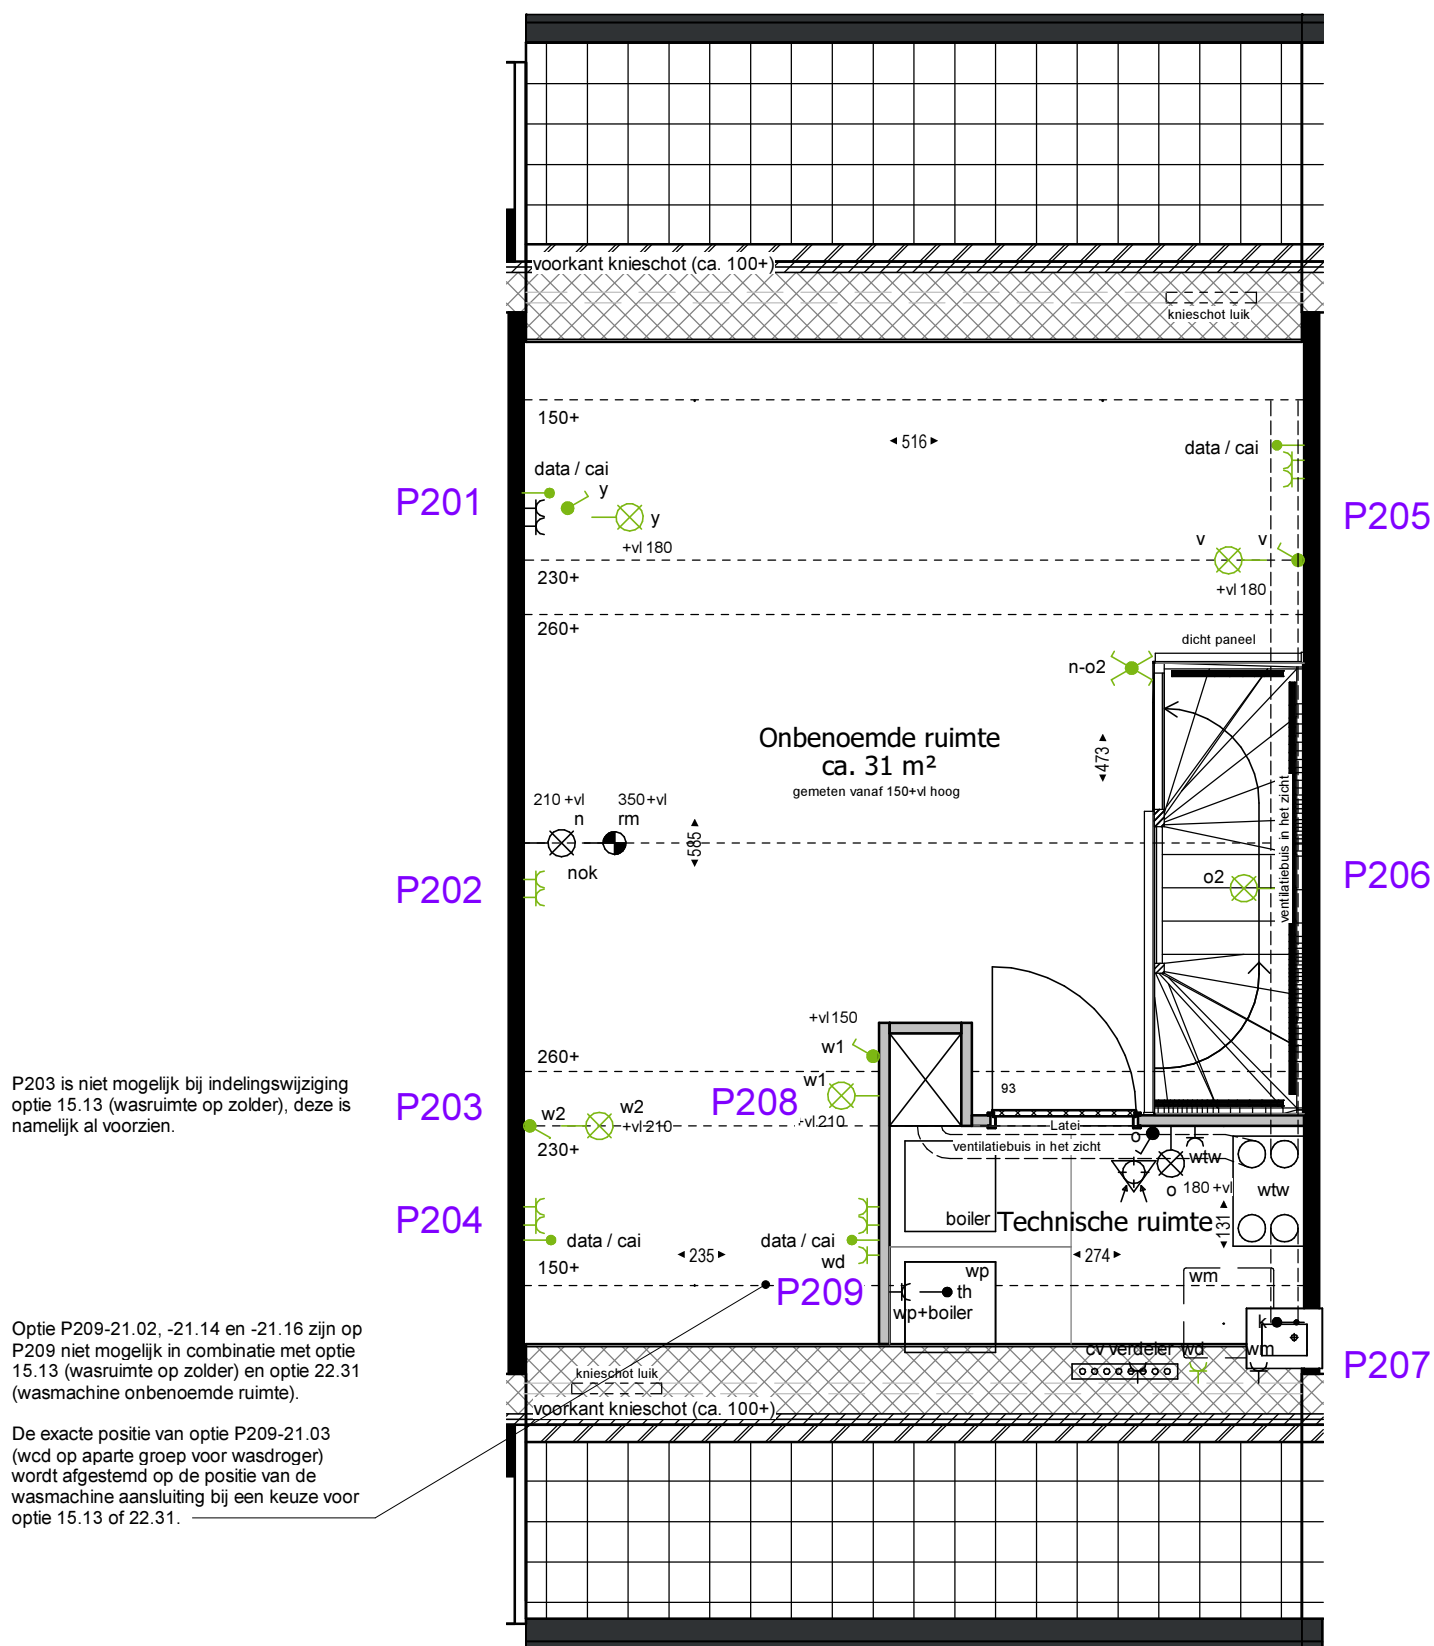 voorkant knieschot (ca. 100+)
knieschot luik
150+
516
data / cai
data / cai
y
P201
P205
y
+vl 180
v
v
230+
+vl 180
260+
dicht paneel
n-o2
Onbenoemde ruimte
ca. 31 m²
gemeten vanaf 150+vl hoog
473
ventilatiebuis in het zicht
210 +vl
350+vl
n
rm
585
nok
P202
o2
P206
+vl 150
w1
260+
w1
93
P203 is niet mogelijk bij indelingswijziging
optie 15.13 (wasruimte op zolder), deze is
namelijk al voorzien.
P203
w2
w2
+vl 210
P208
+vl 210
Latei
230+
ventilatiebuis in het zicht
o
wtw
wtw
o
180 +vl
P204
boiler
Technische ruimte
131
data / cai
data / cai
235
wd
274
150+
wp
wm
P209
th
wp+boiler
k
Optie P209-21.02, -21.14 en -21.16 zijn op
P209 niet mogelijk in combinatie met optie
15.13 (wasruimte op zolder) en optie 22.31
(wasmachine onbenoemde ruimte).
cv verdeler
wd
wm
P207
knieschot luik
voorkant knieschot (ca. 100+)
De exacte positie van optie P209-21.03
(wcd op aparte groep voor wasdroger)
wordt afgestemd op de positie van de
wasmachine aansluiting bij een keuze voor
optie 15.13 of 22.31.